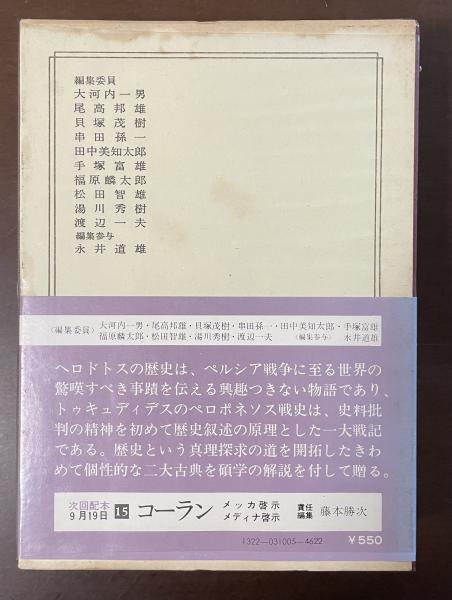 編集委員
大河内一男
尾高邦雄
貝塚茂樹
串田孫一
田中美知太郎
手塚富雄
福原麟太郎
松田智雄
湯川秀樹
渡辺一夫
編集参与
永井道雄
〈編集委員〉大河内一男・尾高邦雄・貝塚茂樹・串田孫一・田中美知太郎・手塚富雄
福原麟太郎・松田智雄・湯川秀樹・渡辺一夫 〈編集参与〉 永井道雄
ヘロドトスの歴史は、ペルシア戦争に至る世界の
驚嘆すべき事蹟を伝える興趣つきない物語であり、
トゥキュディデスのペロポネソス戦史は、史料批
判の精神を初めて歴史叙述の原理とした一大戦記
である。歴史という真理探求の道を開拓したきわ
めて個性的な二大古典を碩学の解説を付して贈る。
次回配本
9月19日
15 コーラン
メッカ啓示
メディナ啓示
責任
編集
藤本勝次
1322-031005-4622
¥550